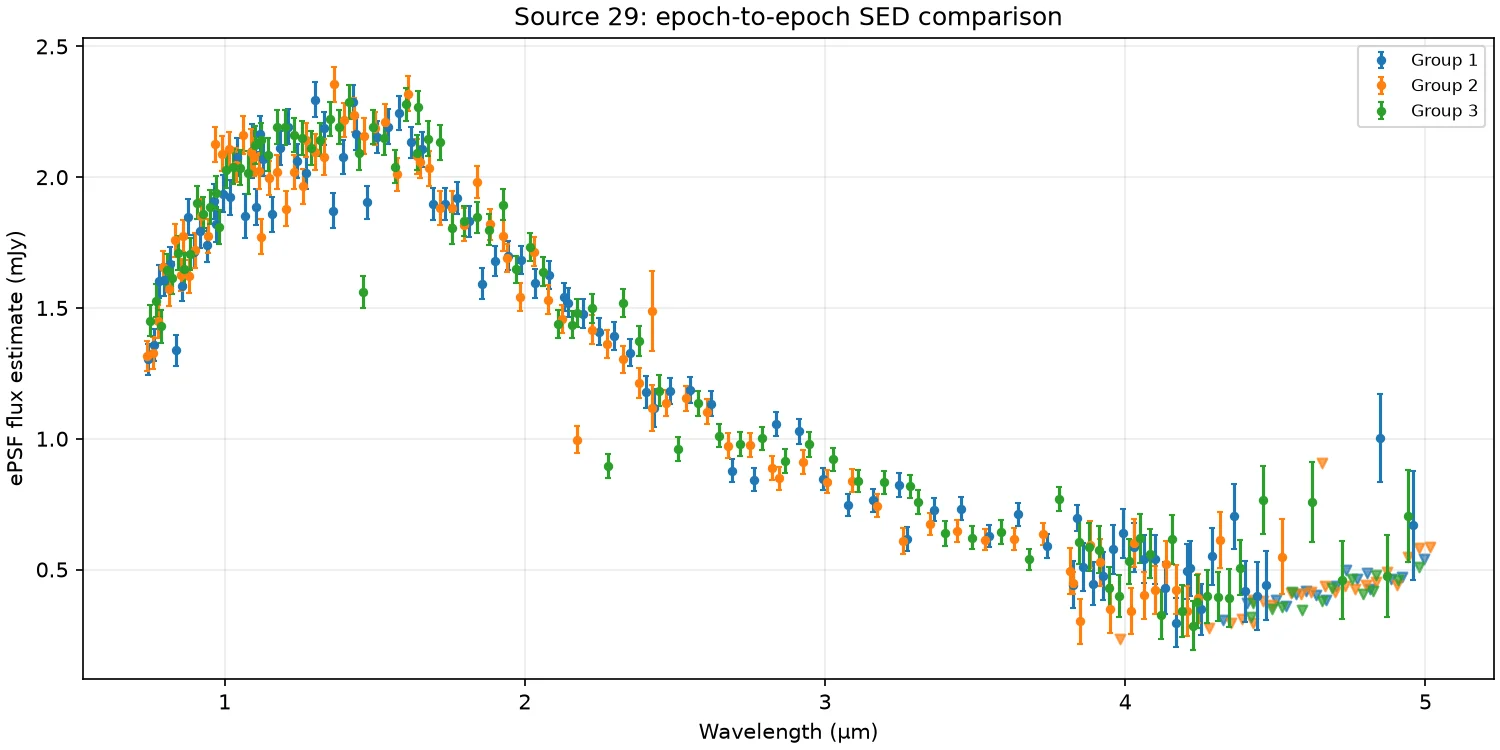 Source 29: epoch-to-epoch SED comparison
ePSF flux estimate (mJy)
2.5
2.0
1.5
1.0
0.5
Group 1
Group 2
Group 3
1 2 3 4 5
Wavelength (μm)